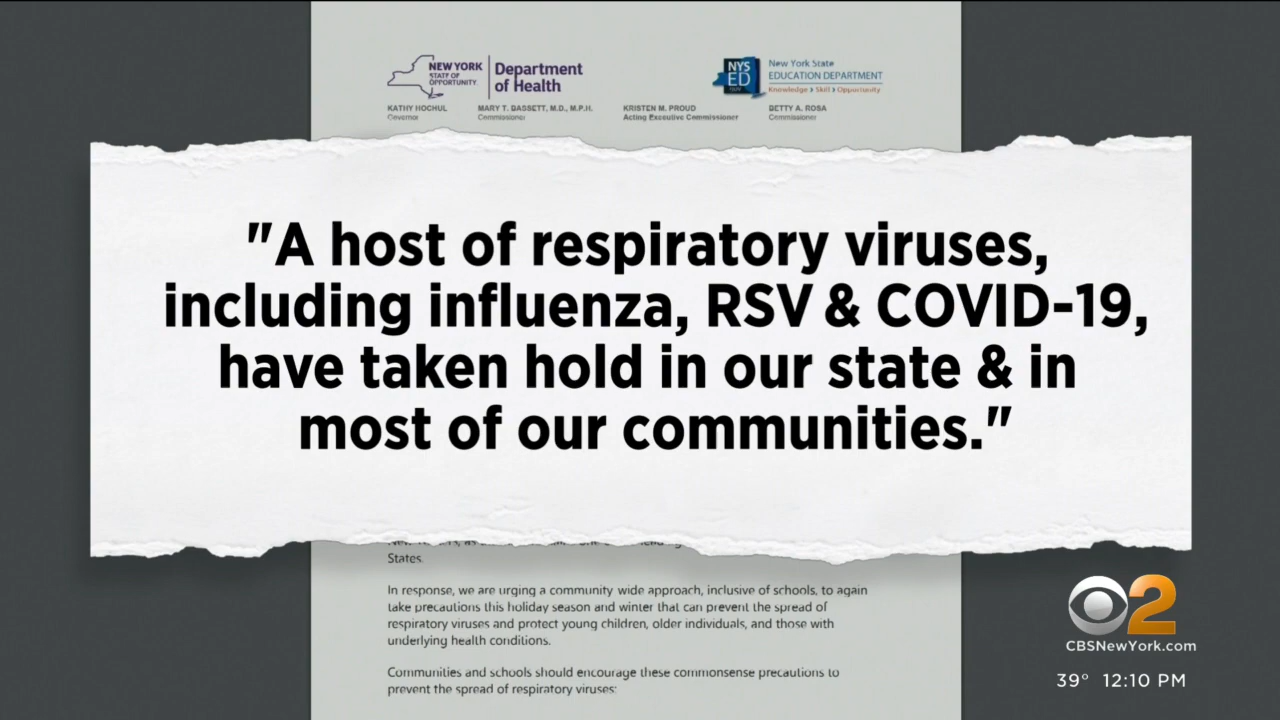 NEW YORK
STATE OF
OPPORTUNITY.
Department
of Health
NYS
ED
.gov
New York State
EDUCATION DEPARTMENT
Knowledge > Skill > Opportunity
KATHY HOCHUL
Governor
MARY T. BASSETT, M.D., M.P.H.
Commissioner
KRISTEN M. PROUD
Acting Executive Commissioner
BETTY A. ROSA
Commissioner
"A host of respiratory viruses,
including influenza, RSV & COVID-19,
have taken hold in our state & in
most of our communities."
States.
In response, we are urging a community wide approach, inclusive of schools, to again
take precautions this holiday season and winter that can prevent the spread of
respiratory viruses and protect young children, older individuals, and those with
underlying health conditions.
Communities and schools should encourage these commonsense precautions to
prevent the spread of respiratory viruses:
2
CBSNewYork.com
39° 12:10 PM